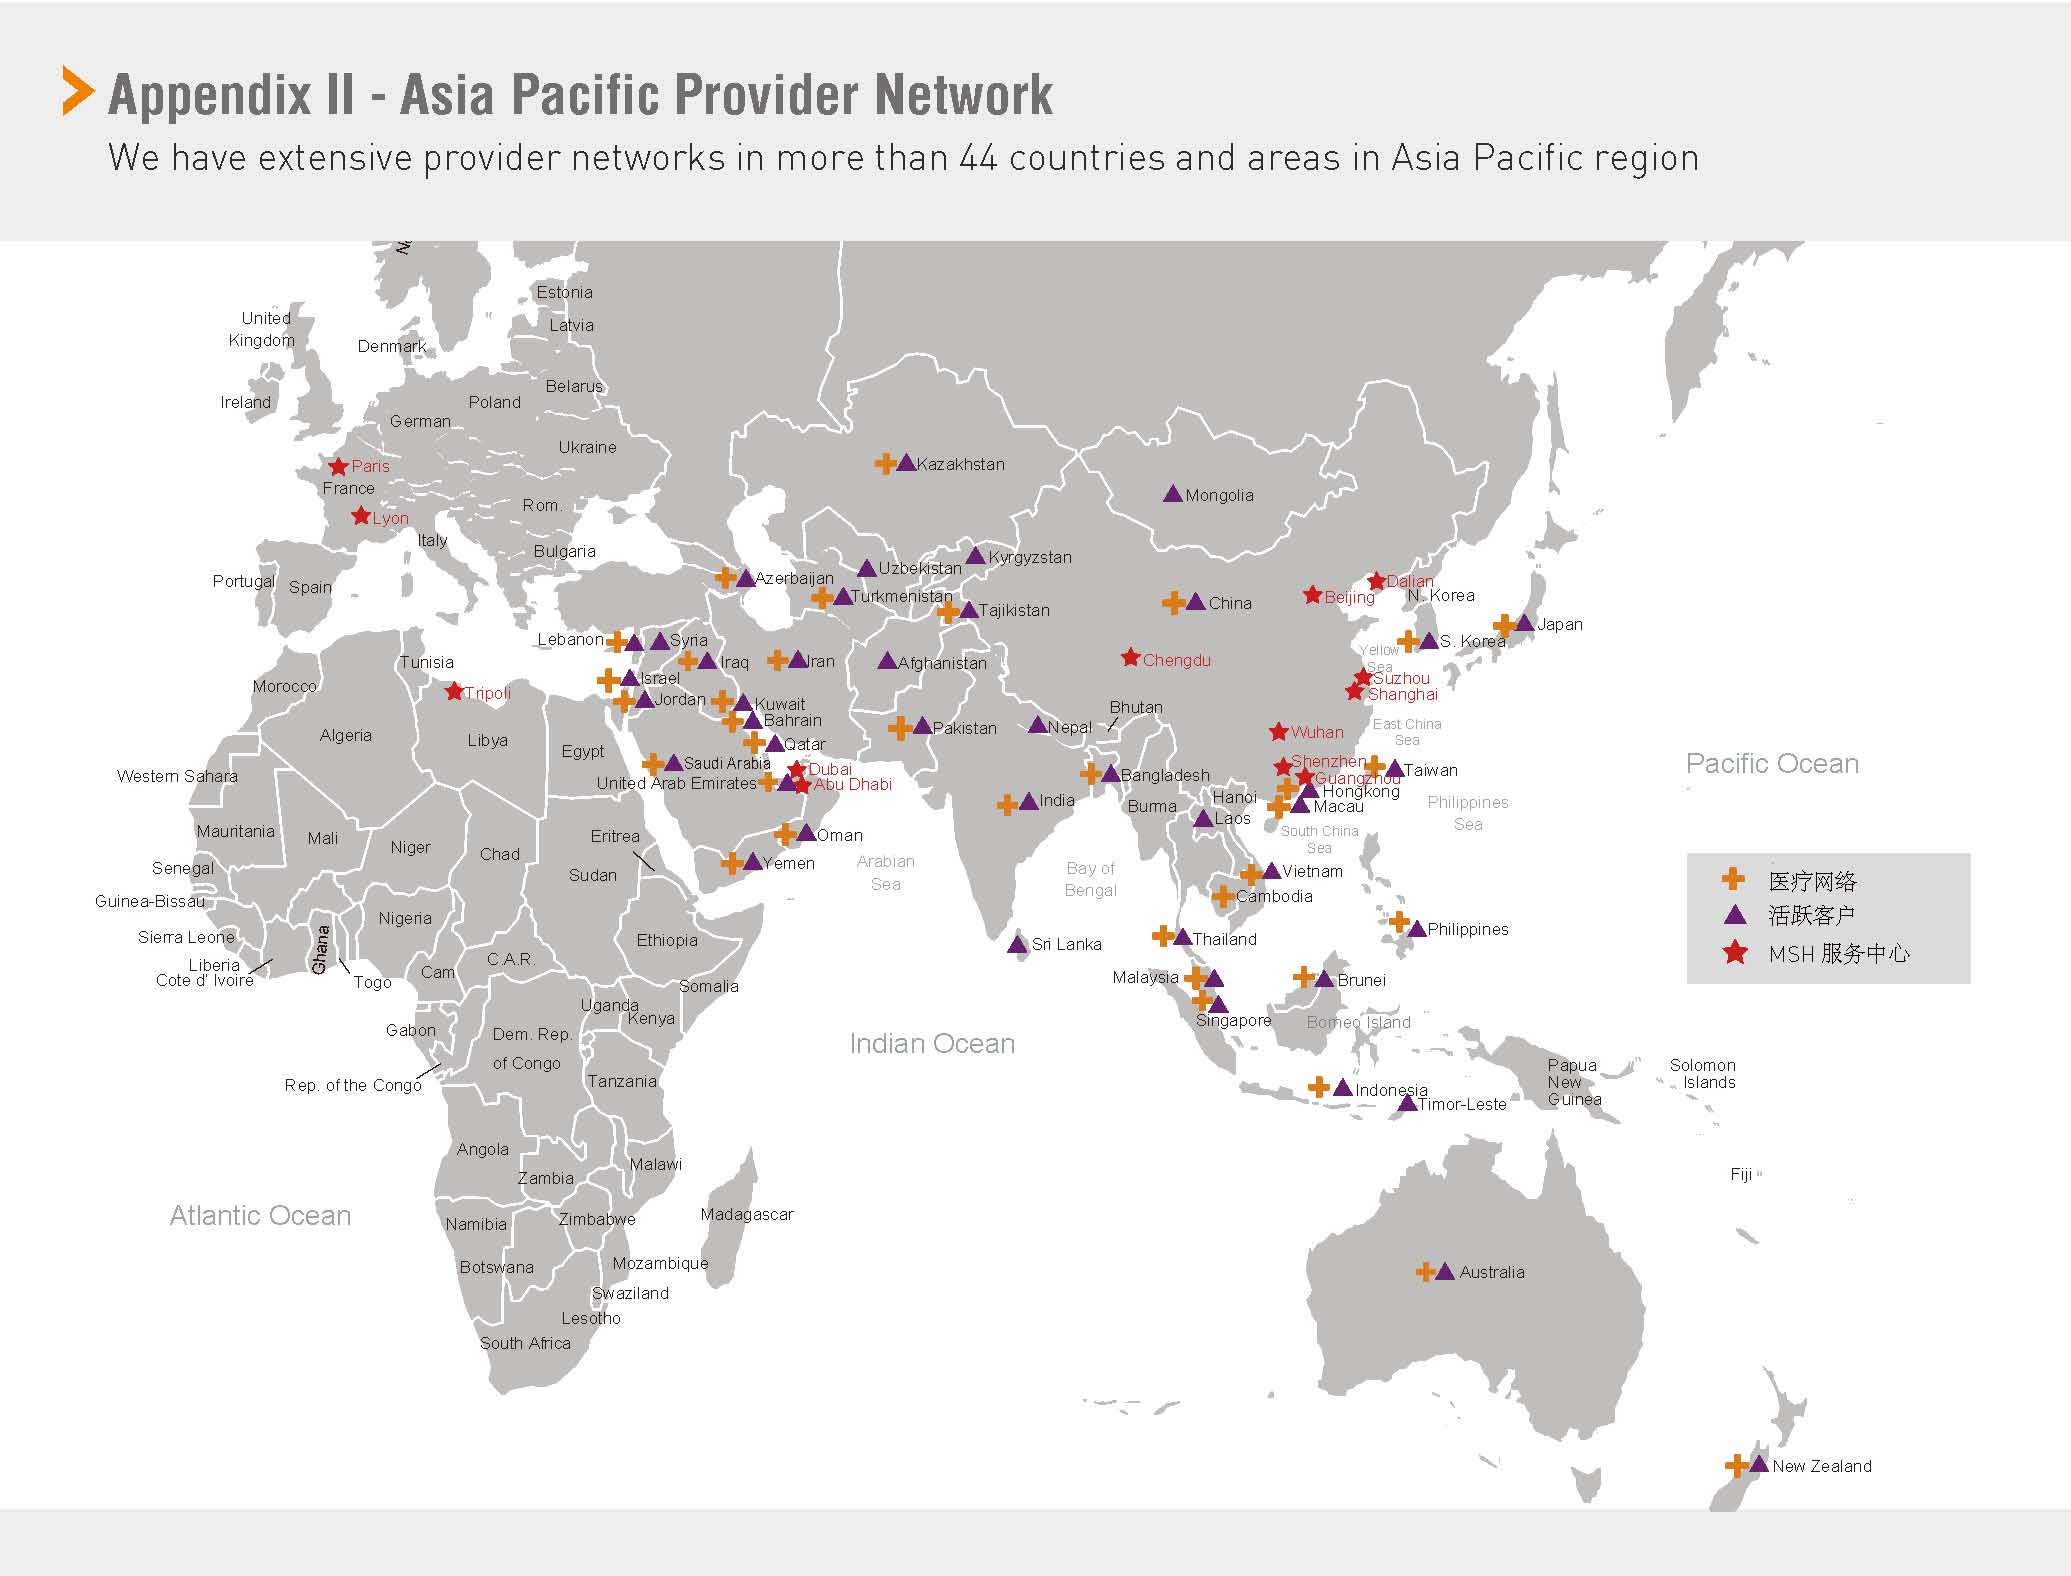 Appendix II - Asia Pacific Provider Network
We have extensive provider networks in more than 44 countries and areas in Asia Pacific region
Estonia
United
Kingdom
Latvia
Denmark
Belarus
Ireland
Poland
German
Ukraine
Paris
France
Kazakhstan
Mongolia
Rom.
Lyon
Italy
Bulgaria
Kyrgyzstan
Uzbekistan
Portugal
Spain
Azerbaijan
Turkmenistan
Tajikistan
China
Beijing
Dalian
N. Korea
Japan
Lebanon
Syria
S. Korea
Yellow
Sea
Tunisia
Iraq
Iran
Afghanistan
Chengdu
Morocco
Tripoli
Israel
Suzhou
Shanghai
Jordan
Kuwait
Bahrain
Bhutan
Algeria
Libya
Egypt
Qatar
Pakistan
Nepal
Wuhan
East China
Sea
Western Sahara
Saudi Arabia
Dubai
United Arab Emirates
Abu Dhabi
Bangladesh
Shenzhen
Guangzhou
Taiwan
Pacific Ocean
India
Burma
Hanoi
Hongkong
Macau
Philippines
Sea
Mauritania
Mali
Niger
Chad
Eritrea
Oman
Laos
South China
Sea
Senegal
Sudan
Yemen
Arabian
Sea
Bay of
Bengal
Vietnam
Cambodia
医疗网络
活跃客户
MSH 服务中心
Guinea-Bissau
Nigeria
Sierra Leone
Ghana
Ethiopia
Sri Lanka
Thailand
Philippines
Liberia
Cote d' Ivoire
Togo
Cam
C.A.R.
Somalia
Malaysia
Brunei
Uganda
Kenya
Singapore
Borneo Island
Gabon
Dem. Rep.
of Congo
Indian Ocean
Rep. of the Congo
Tanzania
Indonesia
Timor-Leste
Papua
New
Guinea
Solomon
Islands
Angola
Zambia
Malawi
Fiji
Atlantic Ocean
Namibia
Zimbabwe
Madagascar
Botswana
Mozambique
Australia
Swaziland
Lesotho
South Africa
New Zealand